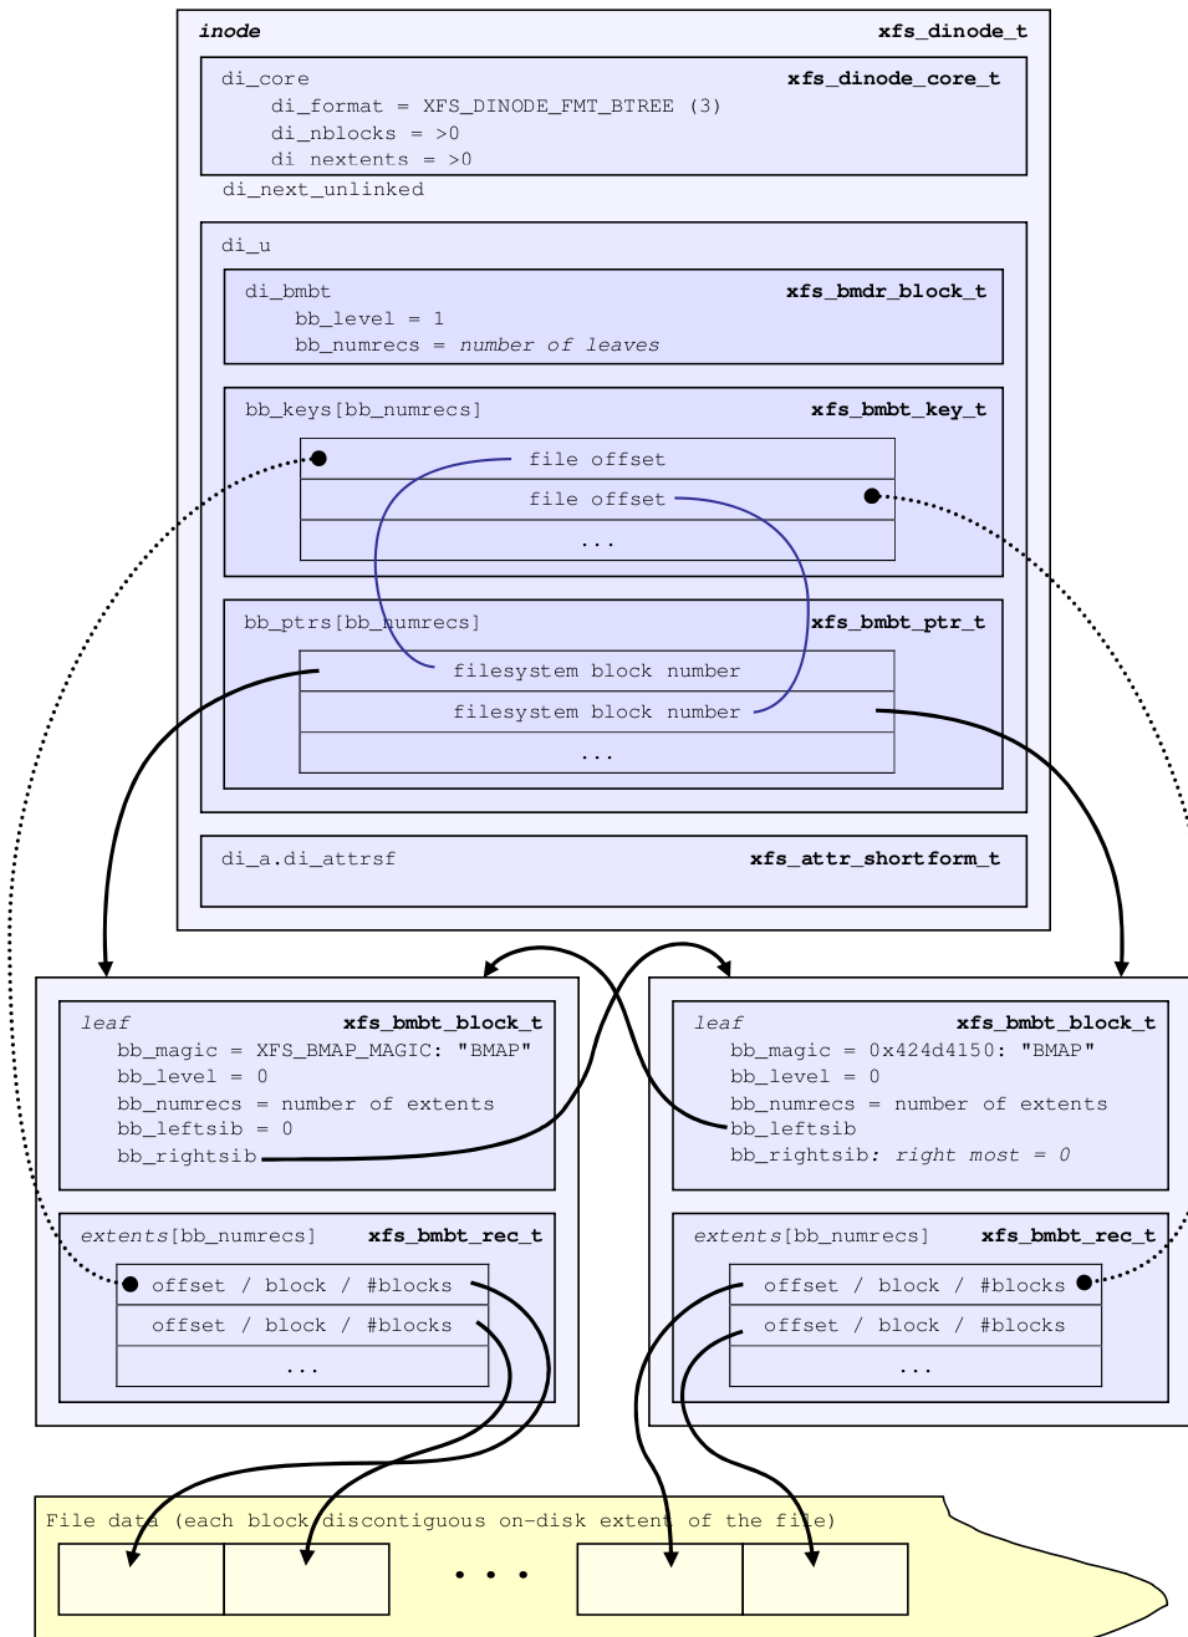 inode xfs_dinode_t
di_core xfs_dinode_core_t
di_format = XFS_DINODE_FMT_BTREE (3)
di_nblocks = >0
di_nextents = >0
di_next_unlinked
di_u
di_bmbt xfs_bmdr_block_t
bb_level = 1
bb_numrecs = number of leaves
bb_keys[bb_numrecs] xfs_bmbt_key_t
file offset
file offset
...
bb_ptrs[bb_numrecs] xfs_bmbt_ptr_t
filesystem block number
filesystem block number
...
di_a.di_attrsf xfs_attr_shortform_t
leaf xfs_bmbt_block_t
bb_magic = XFS_BMAP_MAGIC: "BMAP"
bb_level = 0
bb_numrecs = number of extents
bb_leftsib = 0
bb_rightsib
extents[bb_numrecs] xfs_bmbt_rec_t
offset / block / #blocks
offset / block / #blocks
...
leaf xfs_bmbt_block_t
bb_magic = 0x424d4150: "BMAP"
bb_level = 0
bb_numrecs = number of extents
bb_leftsib
bb_rightsib: right most = 0
extents[bb_numrecs] xfs_bmbt_rec_t
offset / block / #blocks
offset / block / #blocks
...
File data (each block discontiguous on-disk extent of the file)
. . .